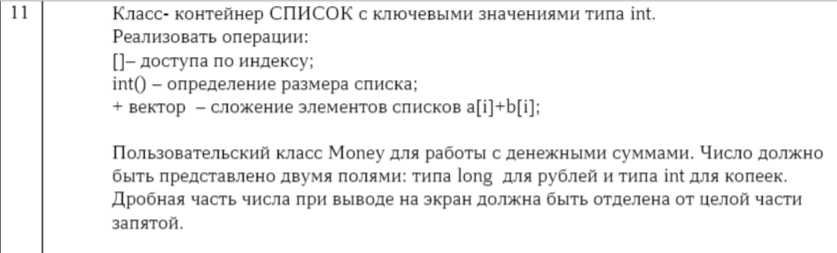 11
Класс- контейнер СПИСОК с ключевыми значениями типа int.
Реализовать операции:
[]– доступа по индексу;
int() – определение размера списка;
+ вектор – сложение элементов списков a[i]+b[i];
Пользовательский класс Money для работы с денежными суммами. Число должно
быть представлено двумя полями: типа long для рублей и типа int для копеек.
Дробная часть числа при выводе на экран должна быть отделена от целой части
запятой.